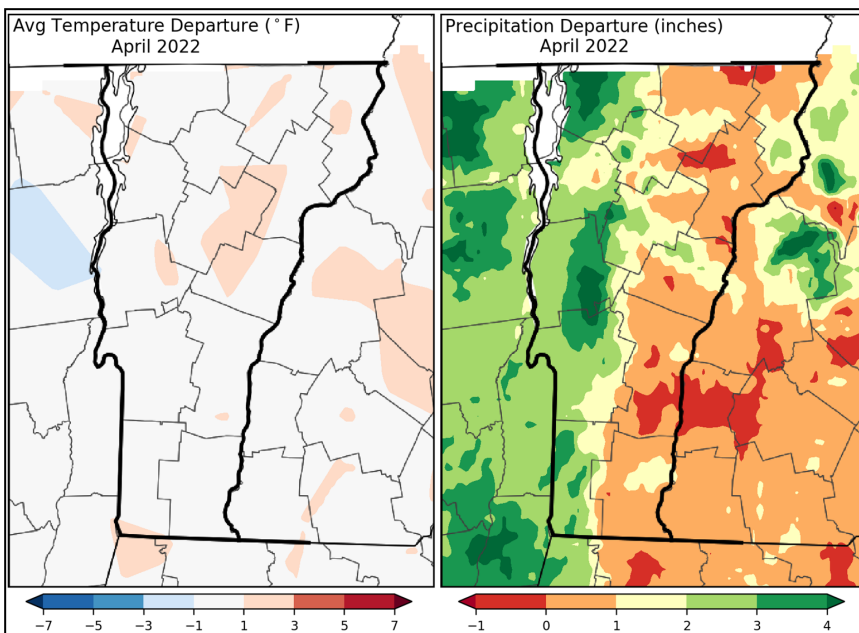 Avg Temperature Departure (°F)
April 2022
Precipitation Departure (inches)
April 2022
−7 −5 −3 −1 1 3 5 7
−1 0 1 2 3 4